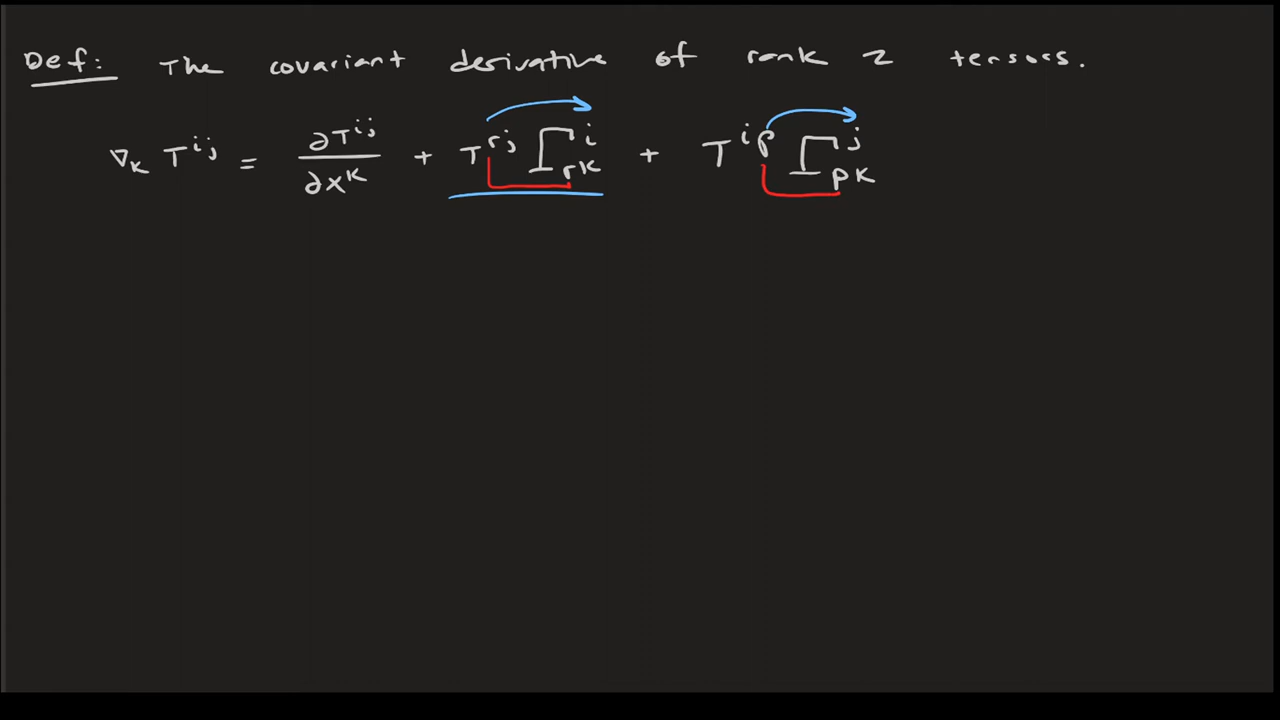 Def: The covariant derivative of rank 2 tensors.
∇ₖ Tⁱʲ = ∂Tⁱʲ/∂xᵏ + Tʳʲ Γⁱᵣₖ + Tⁱᵖ Γʲₚₖ